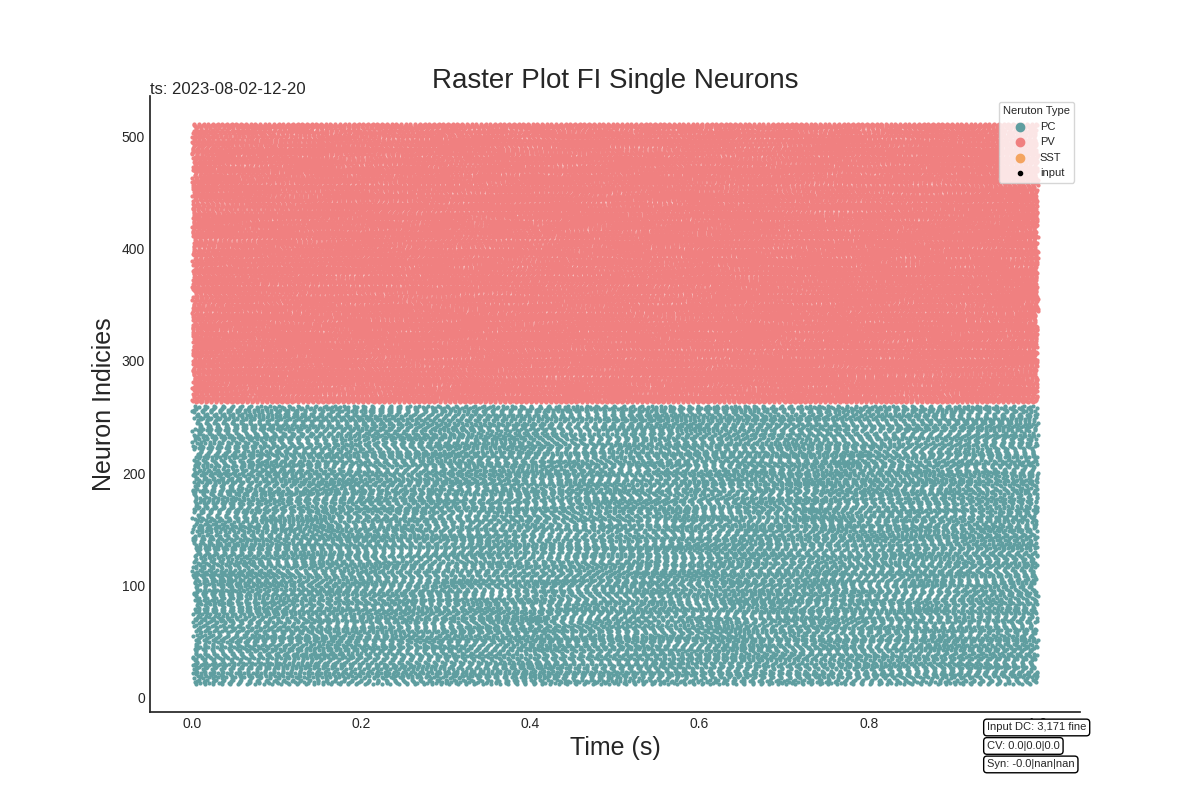 Raster Plot FI Single Neurons
ts: 2023-08-02-12-20
Neruton Type
PC
PV
SST
input
500
400
300
200
100
0
Neuron Indicies
0.0 0.2 0.4 0.6 0.8
Time (s)
Input DC: 3,171 fine
CV: 0.0|0.0|0.0
Syn: -0.0|nan|nan